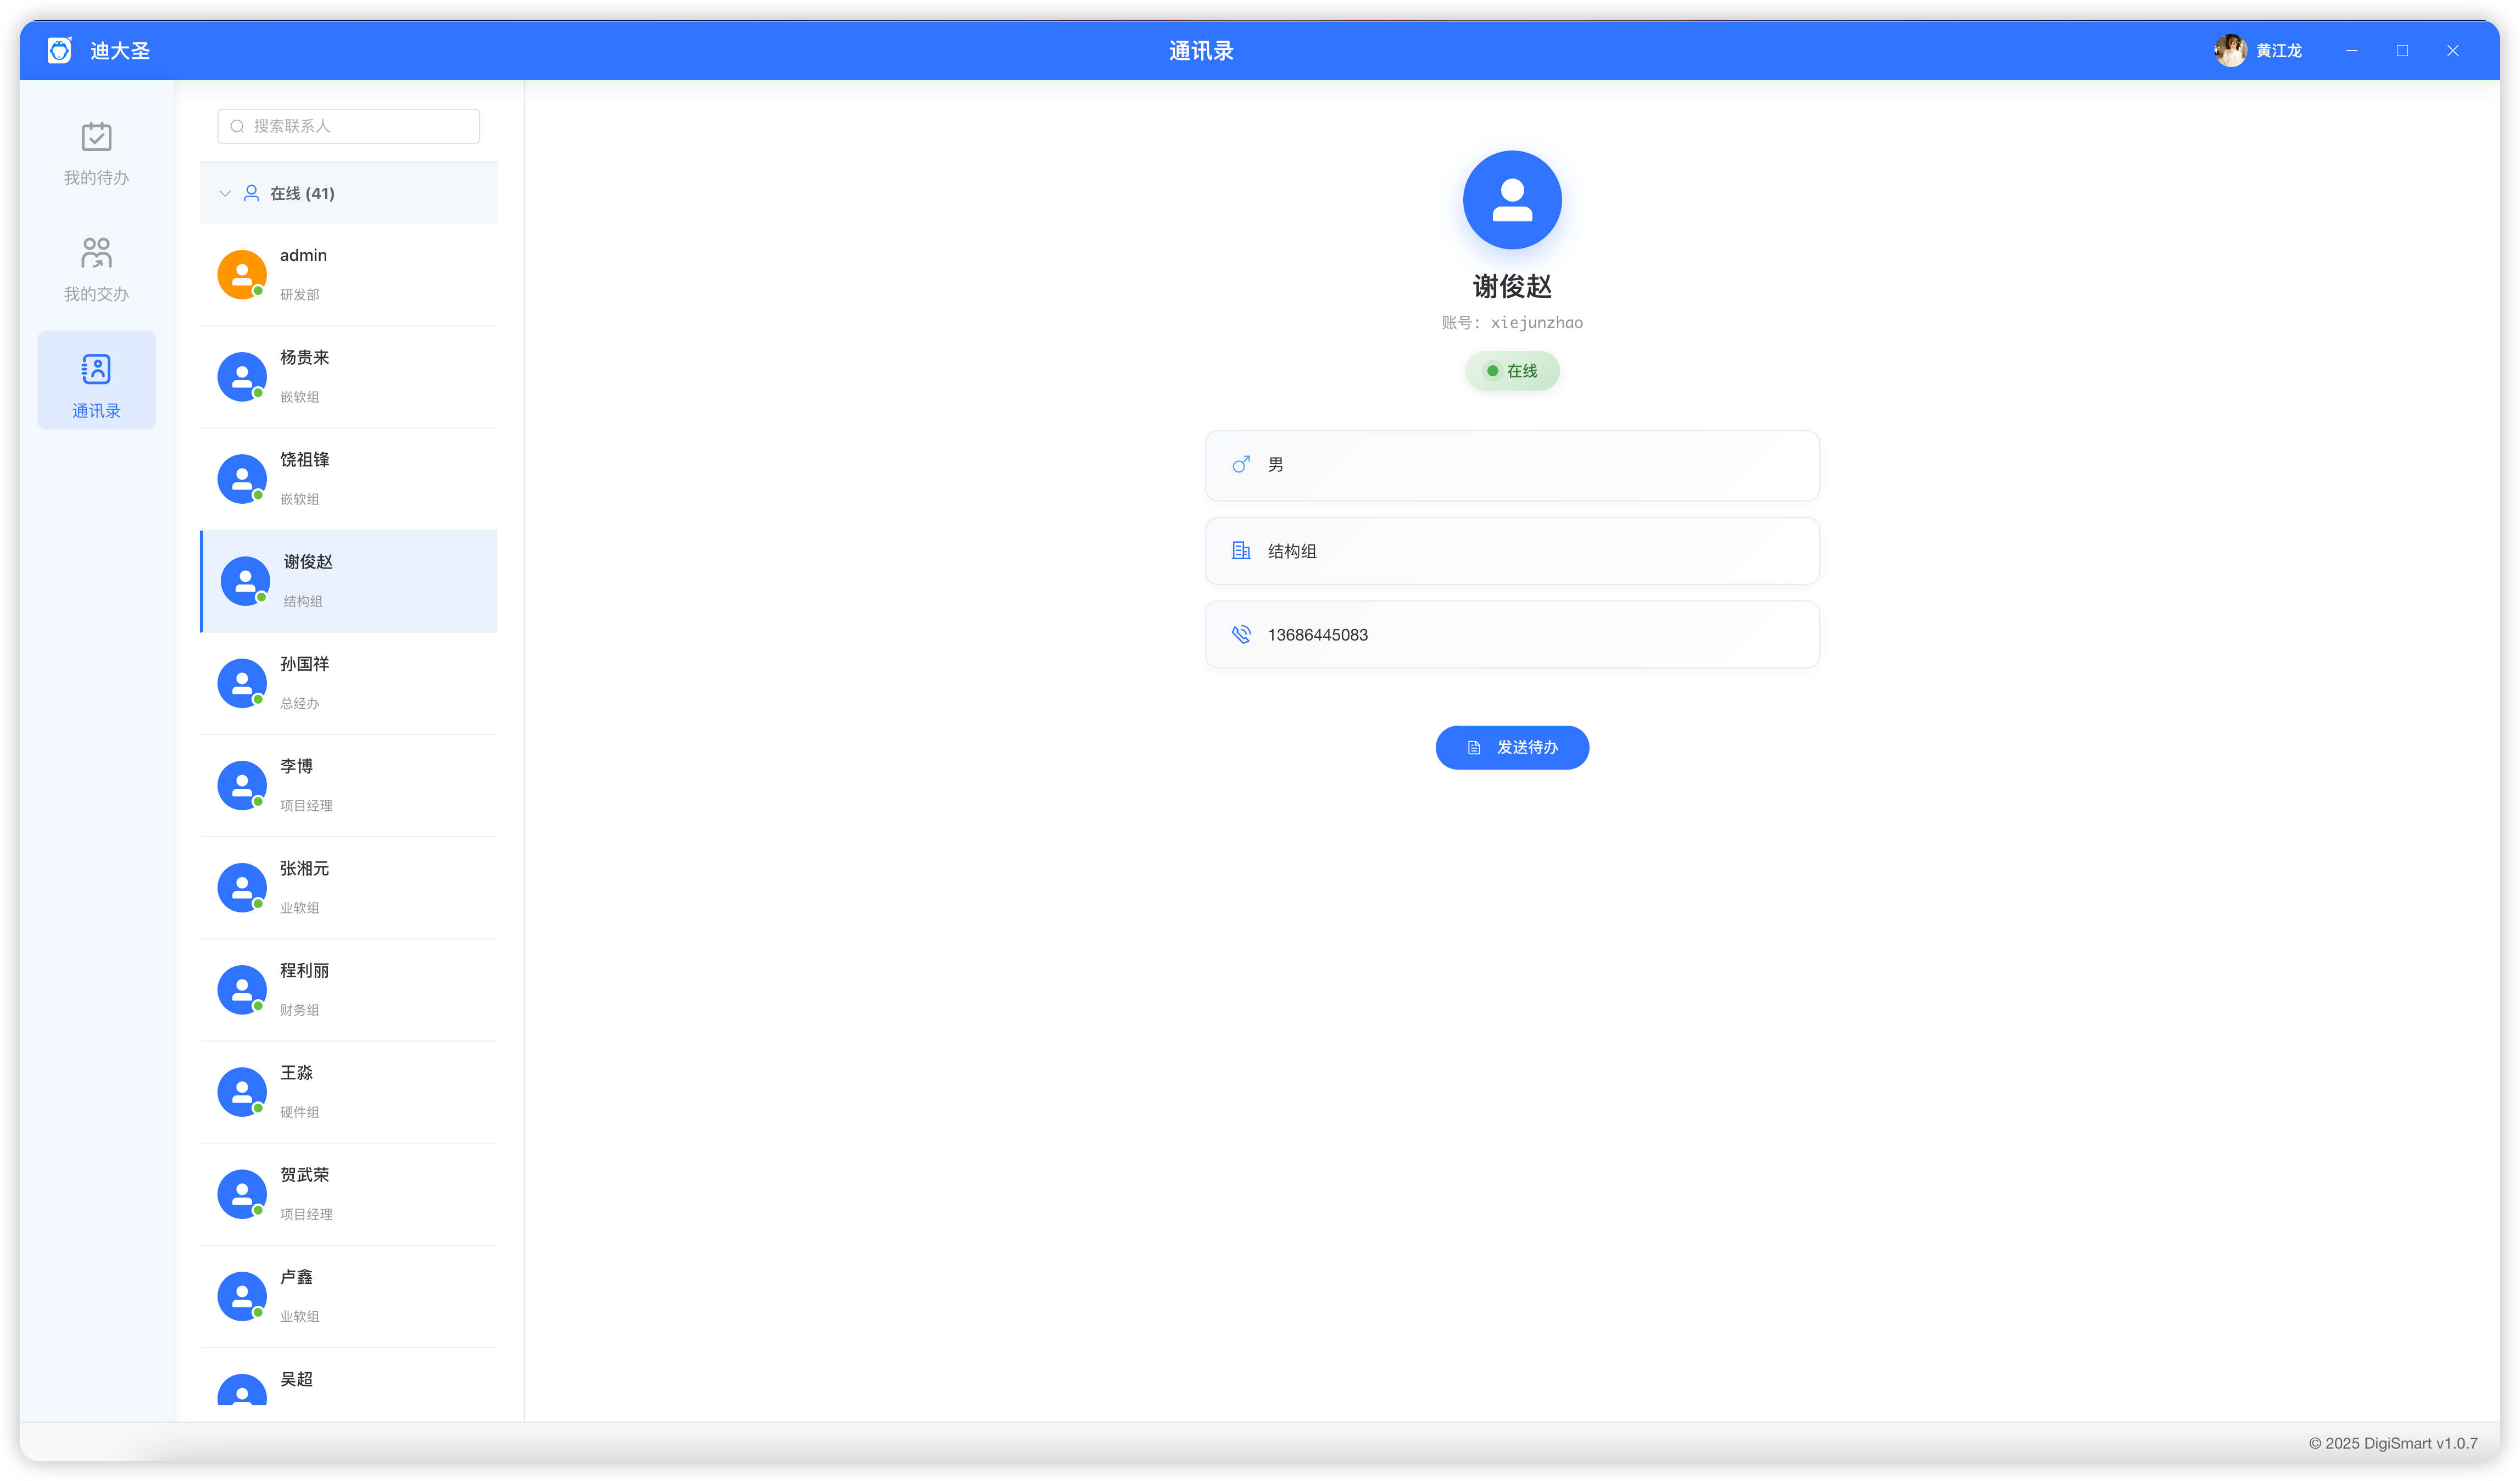 迪大圣
通讯录
黄江龙
我的待办
我的交办
通讯录
搜索联系人
在线 (41)
admin
研发部
杨贵来
嵌软组
饶祖锋
嵌软组
谢俊赵
结构组
孙国祥
总经办
李博
项目经理
张湘元
业软组
程利丽
财务组
王淼
硬件组
贺武荣
项目经理
卢鑫
业软组
吴超
谢俊赵
账号: xiejunzhao
在线
男
结构组
13686445083
发送待办
© 2025 DigiSmart v1.0.7